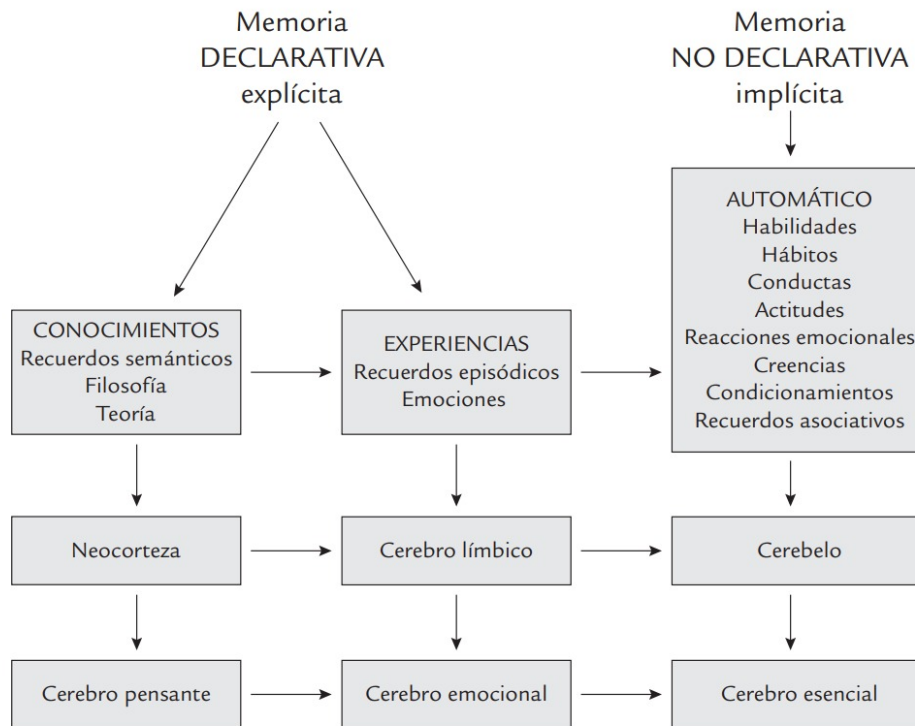 Memoria
DECLARATIVA
explícita
Memoria
NO DECLARATIVA
implícita
CONOCIMIENTOS
Recuerdos semánticos
Filosofía
Teoría
EXPERIENCIAS
Recuerdos episódicos
Emociones
AUTOMÁTICO
Habilidades
Hábitos
Conductas
Actitudes
Reacciones emocionales
Creencias
Condicionamientos
Recuerdos asociativos
Neocorteza
Cerebro límbico
Cerebelo
Cerebro pensante
Cerebro emocional
Cerebro esencial